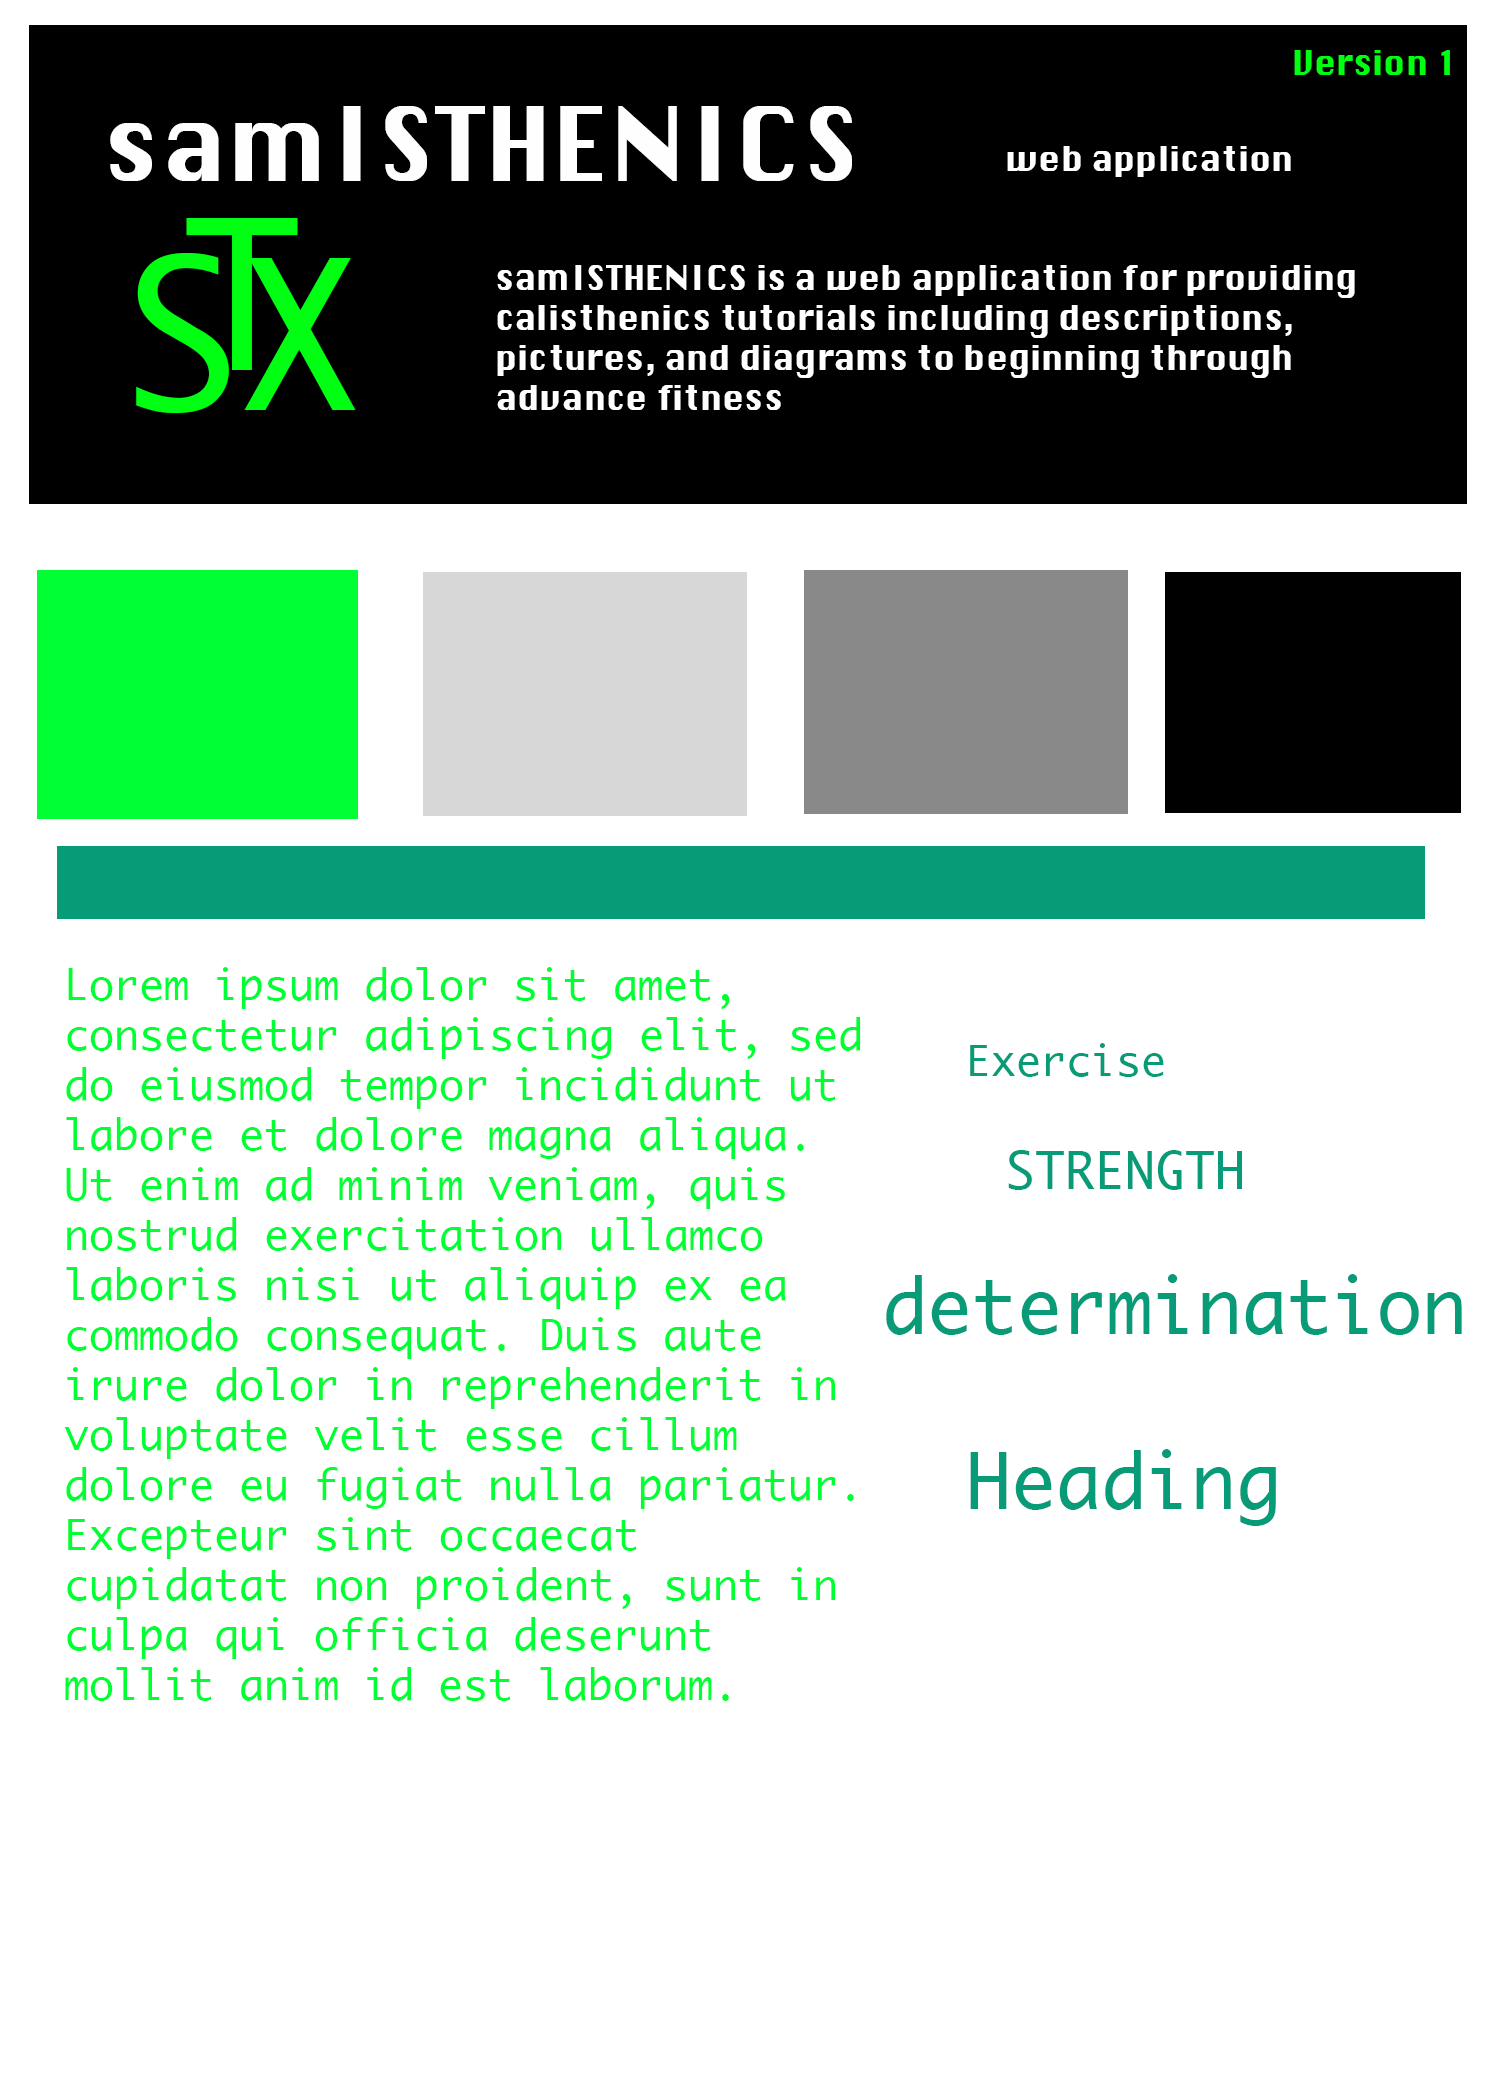 Version 1
samISTHENICS
web application
STX
samISTHENICS is a web application for providing
calisthenics tutorials including descriptions,
pictures, and diagrams to beginning through
advance fitness
Lorem ipsum dolor sit amet,
consectetur adipiscing elit, sed
do eiusmod tempor incididunt ut
labore et dolore magna aliqua.
Ut enim ad minim veniam, quis
nostrud exercitation ullamco
laboris nisi ut aliquip ex ea
commodo consequat. Duis aute
irure dolor in reprehenderit in
voluptate velit esse cillum
dolore eu fugiat nulla pariatur.
Excepteur sint occaecat
cupidatat non proident, sunt in
culpa qui officia deserunt
mollit anim id est laborum.
Exercise
STRENGTH
determination
Heading